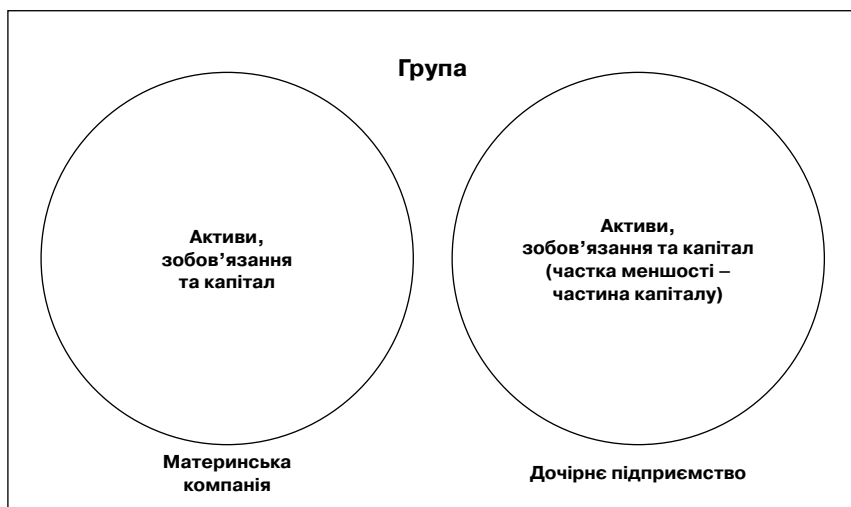 Група
Активи,
зобов’язання
та капітал
Активи,
зобов’язання та капітал
(частка меншості –
частина капіталу)
Материнська
компанія
Дочірнє підприємство